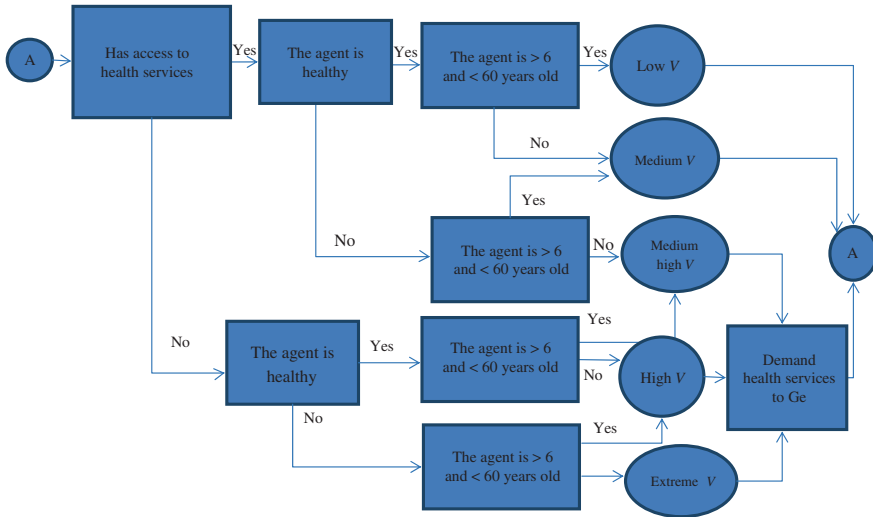 A
Has access to
health services
Yes
The agent is
healthy
Yes
The agent is > 6
and < 60 years old
Yes
Low V
No
Medium V
Yes
No
The agent is > 6
and < 60 years old
No
Medium
high V
A
No
The agent is
healthy
Yes
The agent is > 6
and < 60 years old
Yes
No
High V
Demand
health services
to Ge
No
The agent is > 6
and < 60 years old
Yes
Extreme V